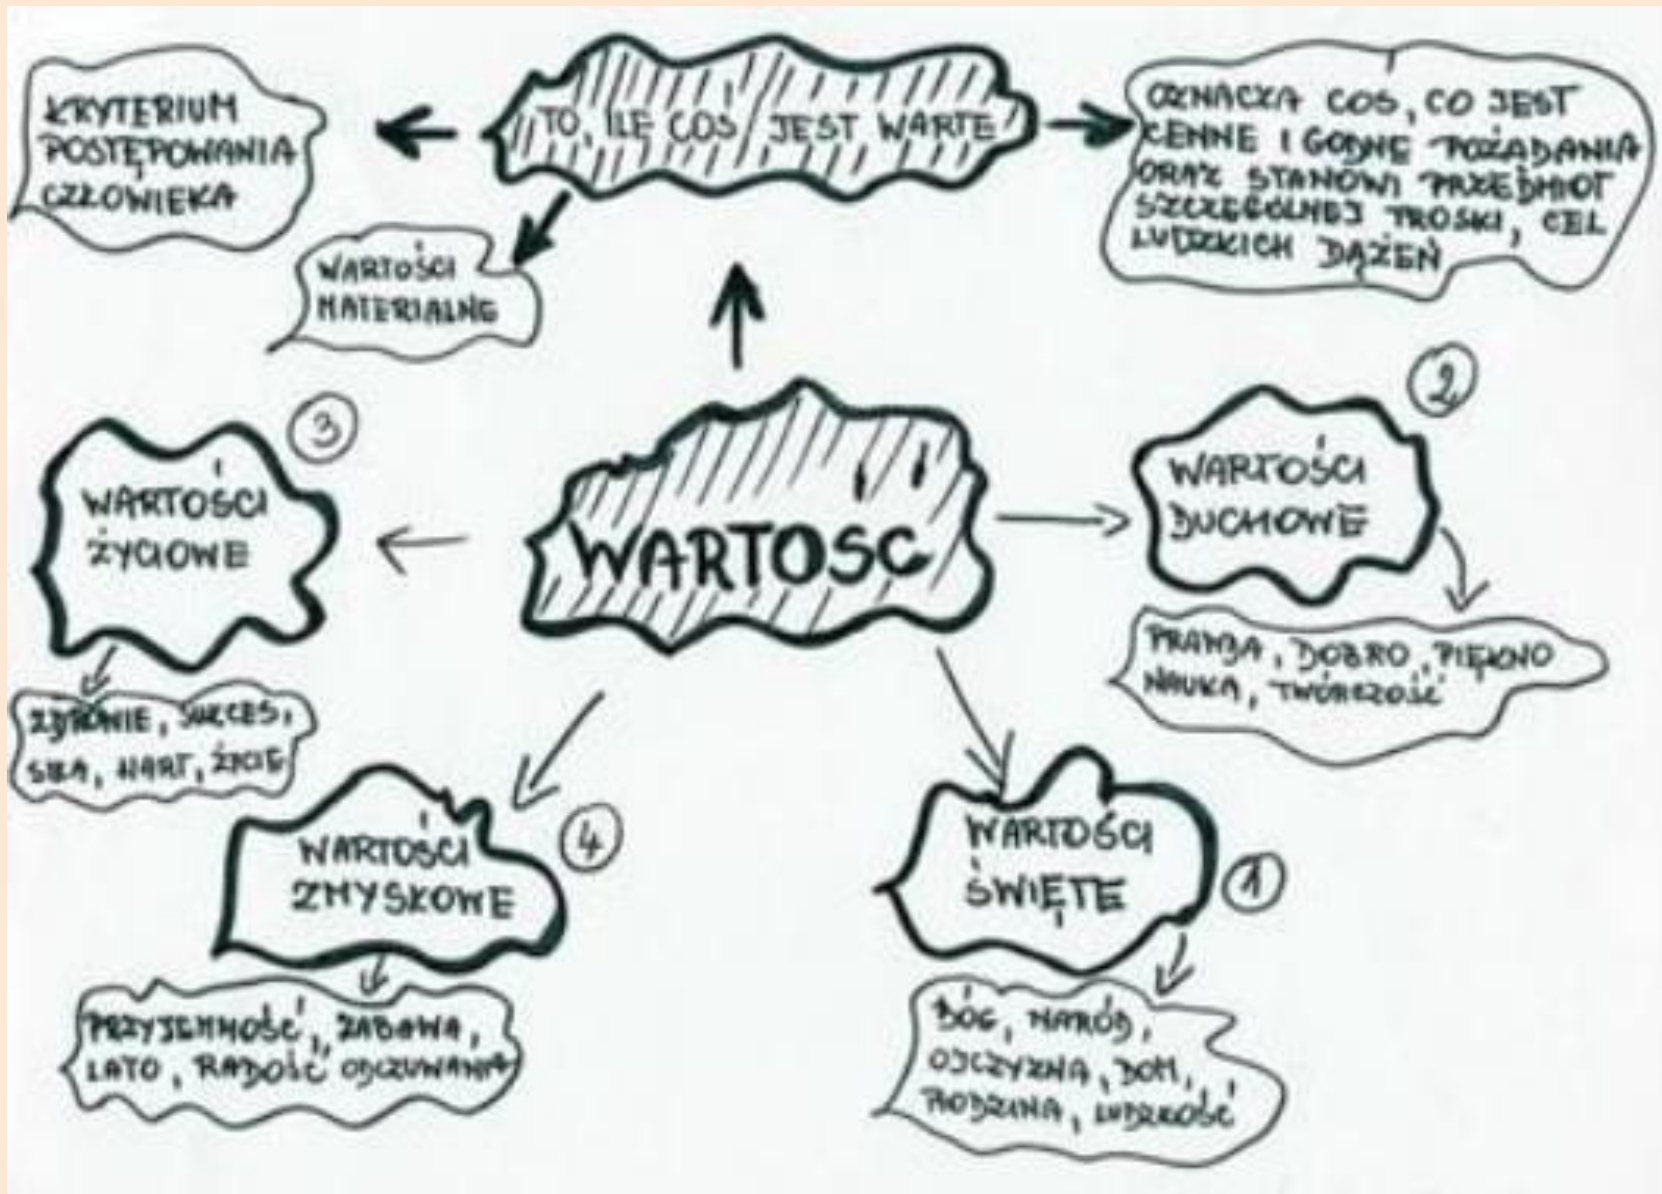 TO, ILE COŚ JEST WARTE
KRYTERIUM
POSTĘPOWANIA
CZŁOWIEKA
WARTOŚCI
MATERIALNE
OZNACZA COŚ, CO JEST
CENNE I GODNE POŻĄDANIA
ORAZ STANOWI PRZEDMIOT
SZCZEGÓLNEJ TROSKI, CEL
LUDZKICH DĄŻEŃ
WARTOŚĆ
3
WARTOŚCI
ŻYCIOWE
ZDROWIE, SUKCES,
SIŁA, HART, ŻYCIE
2
WARTOŚCI
DUCHOWE
PRAWDA, DOBRO, PIĘKNO
NAUKA, TWÓRCZOŚĆ
4
WARTOŚCI
ZMYSŁOWE
PRZYJEMNOŚĆ, ZABAWA,
LATO, RADOŚĆ ODCZUWANIA
1
WARTOŚCI
ŚWIĘTE
BÓG, NARÓD,
OJCZYZNA, DOM,
RODZINA, LUDZKOŚĆ